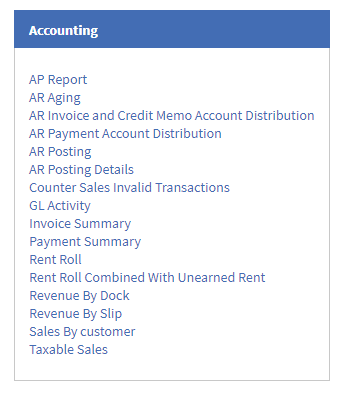 Accounting
AP Report
AR Aging
AR Invoice and Credit Memo Account Distribution
AR Payment Account Distribution
AR Posting
AR Posting Details
Counter Sales Invalid Transactions
GL Activity
Invoice Summary
Payment Summary
Rent Roll
Rent Roll Combined With Unearned Rent
Revenue By Dock
Revenue By Slip
Sales By customer
Taxable Sales